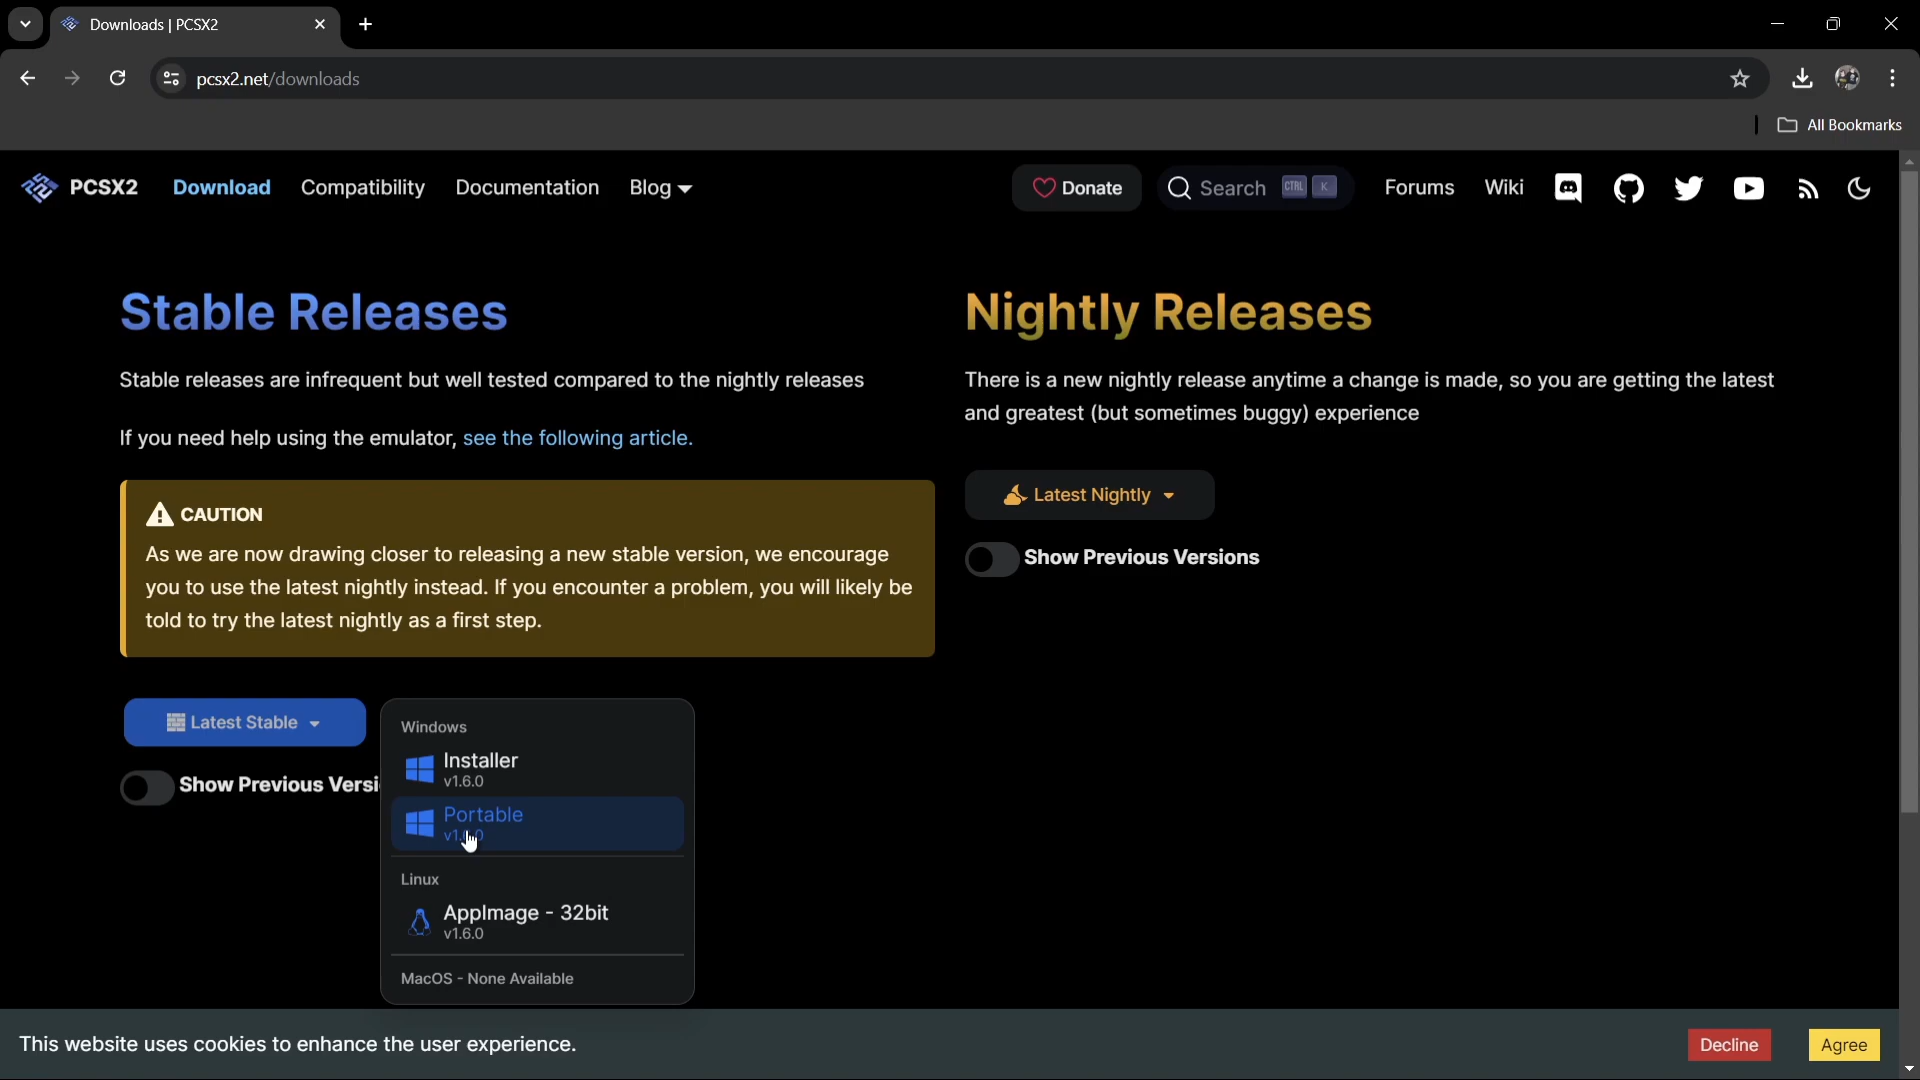 Downloads | PCSX2
pcsx2.net/downloads
All Bookmarks
PCSX2 Download Compatibility Documentation Blog Donate Search CTRL K Forums Wiki
Stable Releases
Stable releases are infrequent but well tested compared to the nightly releases
If you need help using the emulator, see the following article.
CAUTION
As we are now drawing closer to releasing a new stable version, we encourage
you to use the latest nightly instead. If you encounter a problem, you will likely be
told to try the latest nightly as a first step.
Latest Stable
Show Previous Versi
Windows
Installer
v1.6.0
Portable
Linux
AppImage - 32bit
v1.6.0
MacOS - None Available
Nightly Releases
There is a new nightly release anytime a change is made, so you are getting the latest
and greatest (but sometimes buggy) experience
Latest Nightly
Show Previous Versions
This website uses cookies to enhance the user experience.
Decline
Agree